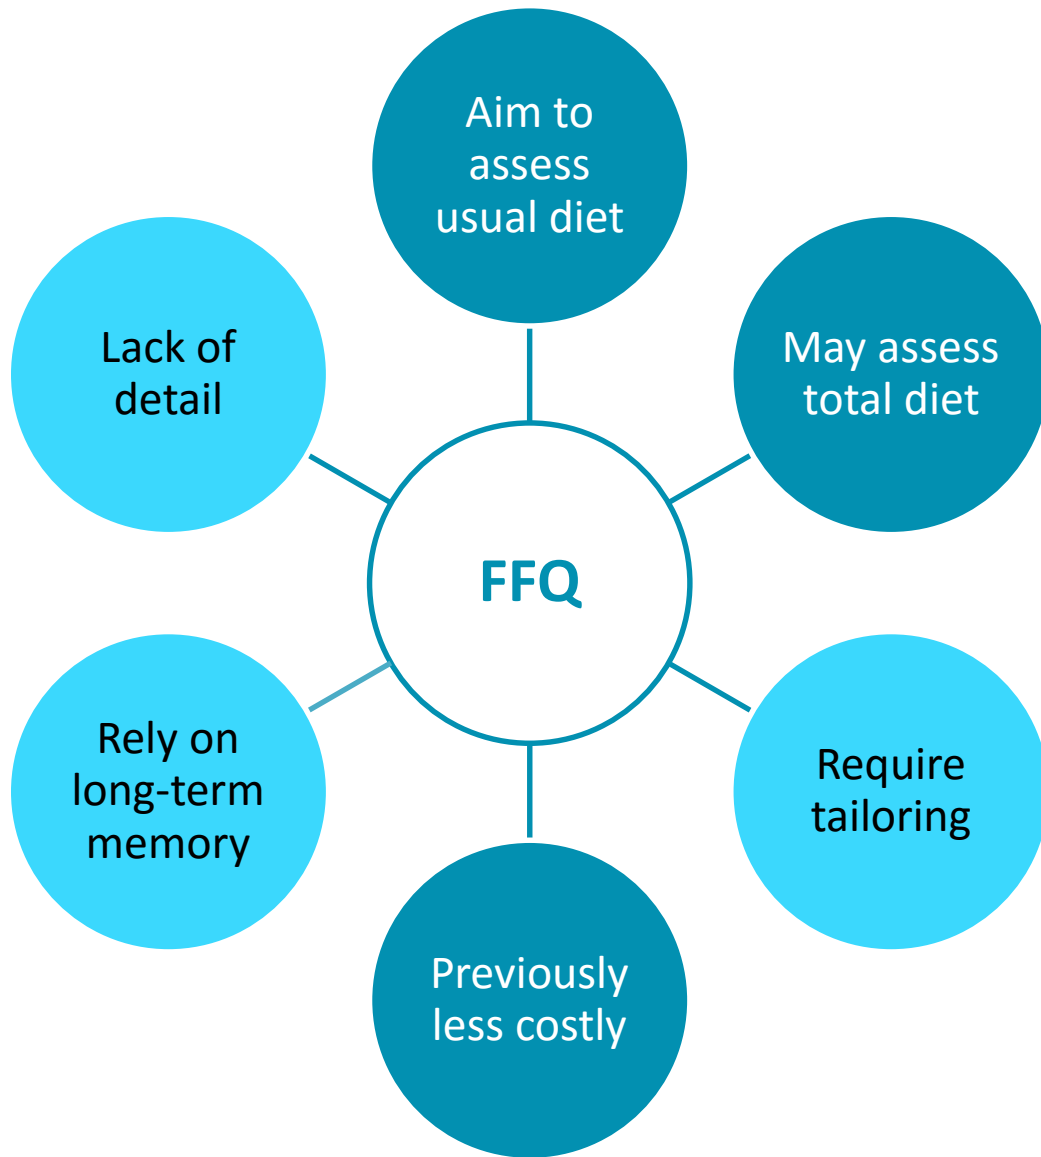 Aim to
assess
usual diet
May assess
total diet
Require
tailoring
Previously
less costly
Rely on
long-term
memory
Lack of
detail
FFQ